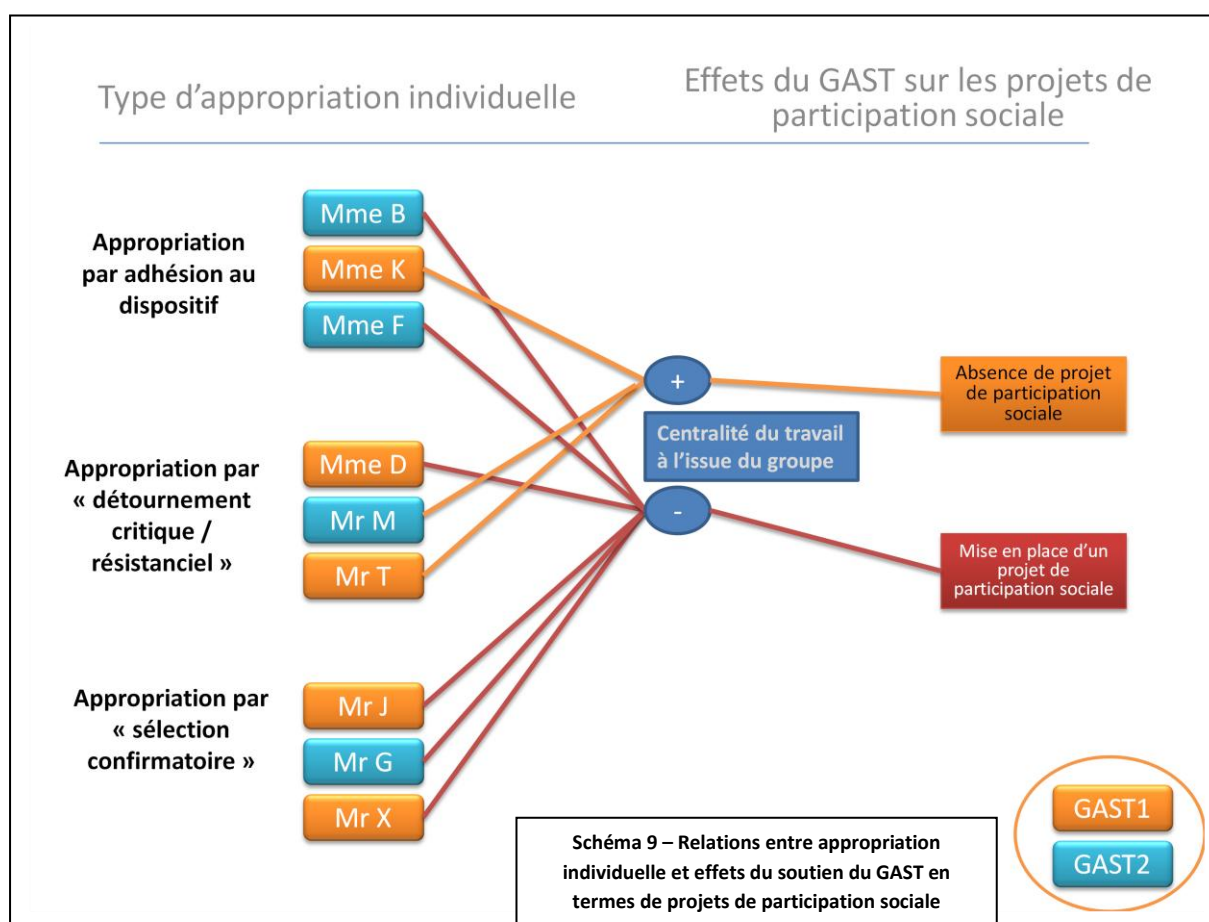 Type d'appropriation individuelle
Effets du GAST sur les projets de
participation sociale
Appropriation
par adhésion au
dispositif
Mme B
Mme K
Mme F
Appropriation par
« détournement
critique /
résistanciel »
Mme D
Mr M
Mr T
Appropriation par
« sélection
confirmatoire »
Mr J
Mr G
Mr X
+
Centralité du travail
à l'issue du groupe
-
Absence de projet
de participation
sociale
Mise en place d'un
projet de
participation sociale
Schéma 9 – Relations entre appropriation
individuelle et effets du soutien du GAST en
termes de projets de participation sociale
GAST1
GAST2